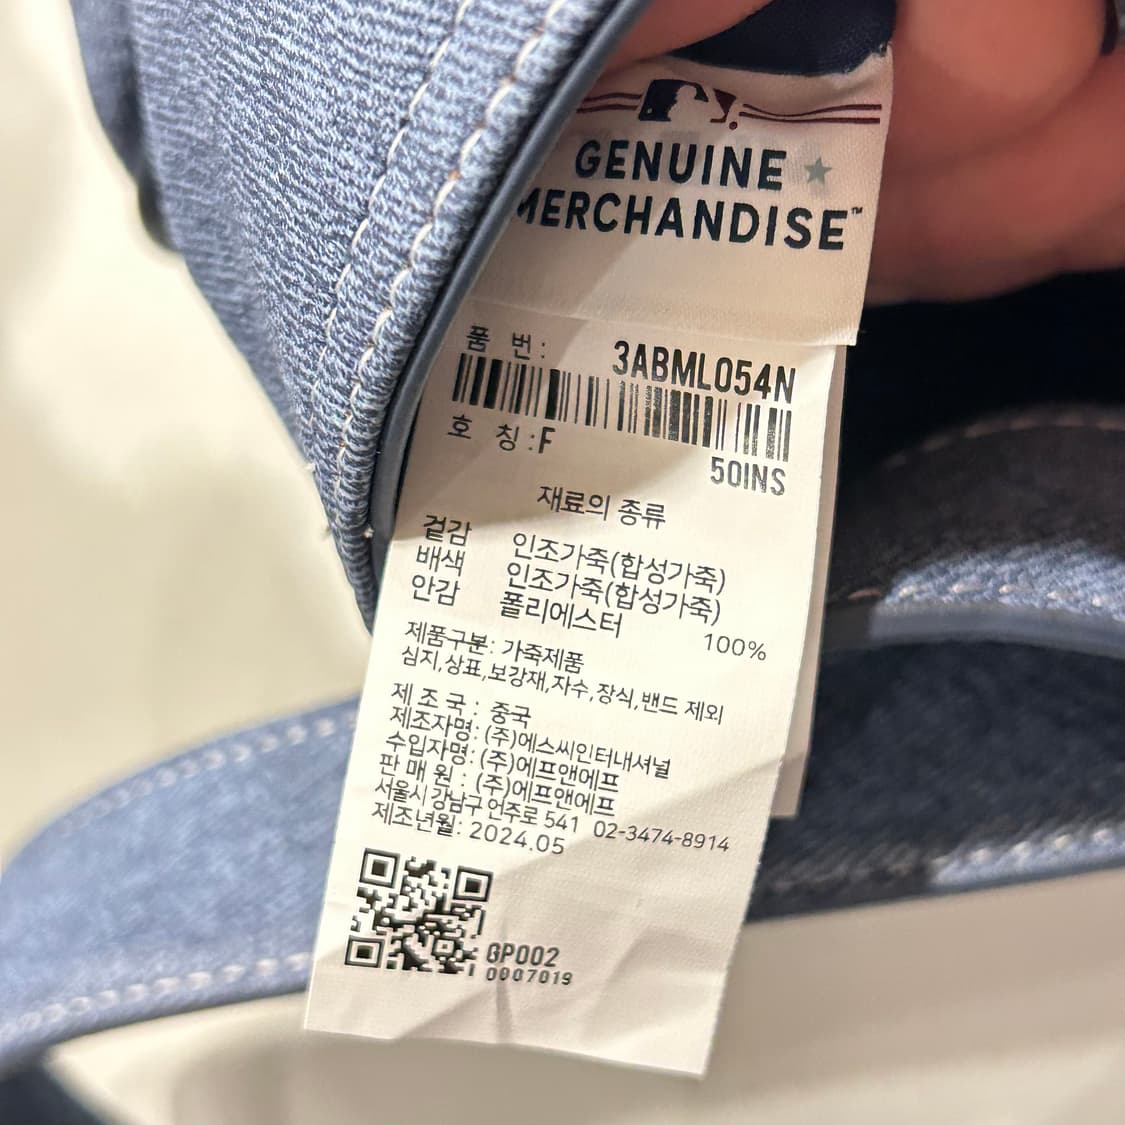 GENUINE
MERCHANDISE™
품 번: 3ABML054N
호 칭:F
50INS
재료의 종류
겉감 인조가죽(합성가죽)
배색 인조가죽(합성가죽)
안감 폴리에스터 100%
제품구분: 가죽제품
심지,상표,보강재,자수,장식,밴드 제외
제 조 국 : 중국
제조자명: (주)에스씨인터내셔널
수입자명: (주)에프앤에프
판 매 원 : (주)에프앤에프
서울시 강남구 언주로 541 02-3474-8914
제조년월: 2024.05
GP002
0007019